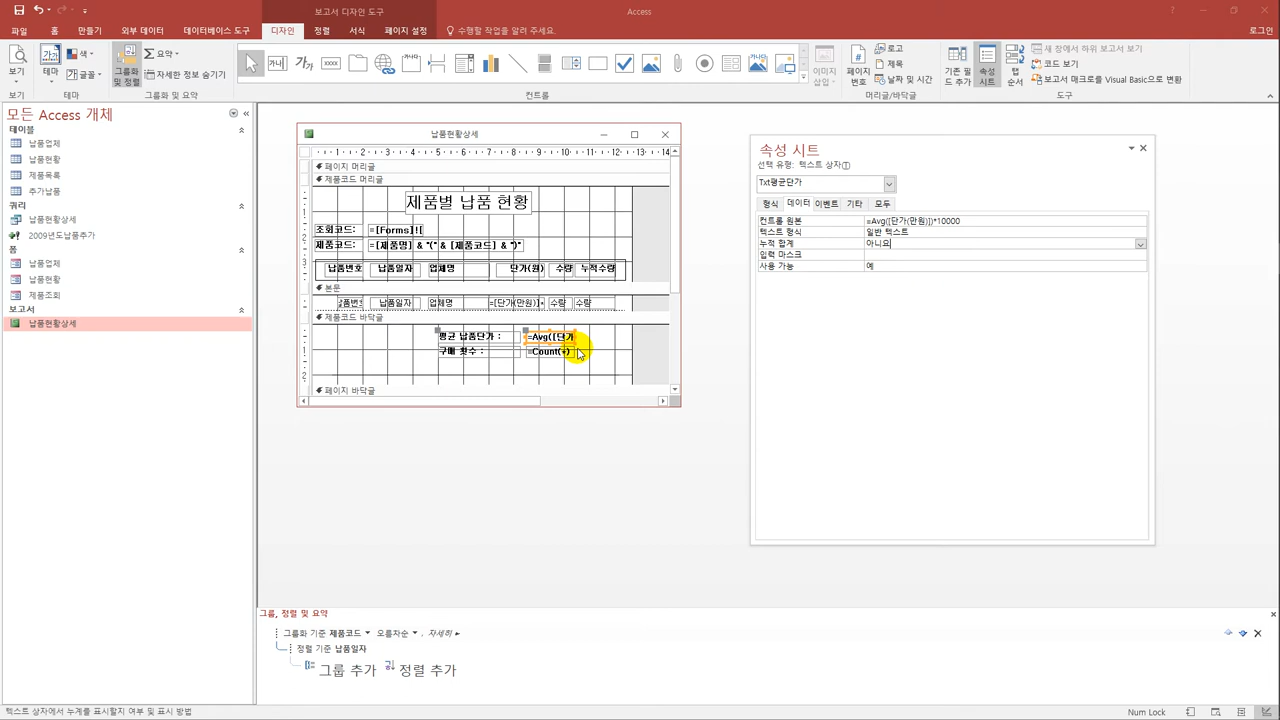 보고서 디자인 도구
Access
파일 홈 만들기 외부 데이터 데이터베이스 도구 디자인 정렬 서식 페이지 설정 수행할 작업을 알려 주세요. 로그인
보기
테마
색
글꼴
그룹화 및 정렬
요약
자세한 정보 숨기기
이미지 삽입
페이지 번호
로고
제목
날짜 및 시간
기존 필드 추가
속성 시트
탭 순서
새 창에서 하위 보고서 보기
코드 보기
보고서 매크로를 Visual Basic으로 변환
보기 테마 그룹화 및 요약 컨트롤 머리글/바닥글 도구
모든 Access 개체
테이블
납품업체
납품현황
제품목록
추가납품
쿼리
납품현황상세
2009년도납품추가
폼
납품업체
납품현황
제품조회
보고서
납품현황상세
납품현황상세
페이지 머리글
제품코드 머리글
제품별 납품 현황
조회코드: =[Forms]![
제품코드: =[제품명] & "(" & [제품코드] & ")"
납품번호 납품일자 업체명 단가(원) 수량 누적수량
본문
납품일자 업체명 =[단가(만원)]* 수량 수량
제품코드 바닥글
평균 납품단가 : =Avg([단가
구매 횟수 : =Count(*)
페이지 바닥글
속성 시트
선택 유형: 텍스트 상자(T)
Txt평균단가
형식 데이터 이벤트 기타 모두
컨트롤 원본 =Avg([단가(만원)])*10000
텍스트 형식 일반 텍스트
누적 합계 아니요
입력 마스크
사용 가능 예
그룹, 정렬 및 요약
그룹화 기준 제품코드 오름차순 , 자세히
정렬 기준 납품일자
그룹 추가 정렬 추가
텍스트 상자에서 누계를 표시할지 여부 및 표시 방법
Num Lock